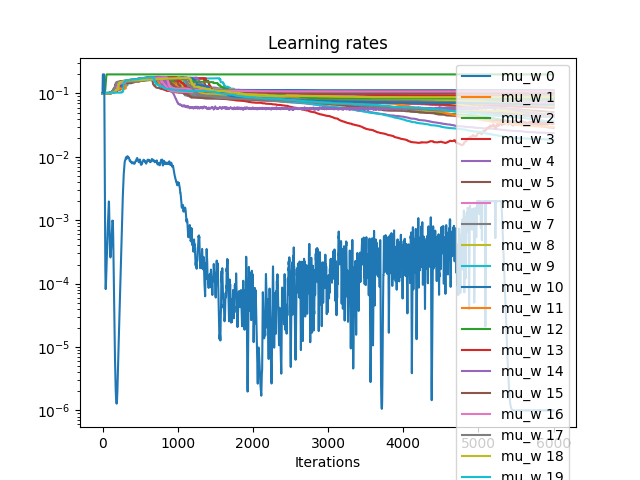 Learning rates
10⁻¹
10⁻²
10⁻³
10⁻⁴
10⁻⁵
10⁻⁶
0
1000
2000
3000
4000
5000
6000
Iterations
mu_w 0
mu_w 1
mu_w 2
mu_w 3
mu_w 4
mu_w 5
mu_w 6
mu_w 7
mu_w 8
mu_w 9
mu_w 10
mu_w 11
mu_w 12
mu_w 13
mu_w 14
mu_w 15
mu_w 16
mu_w 17
mu_w 18
mu_w 19